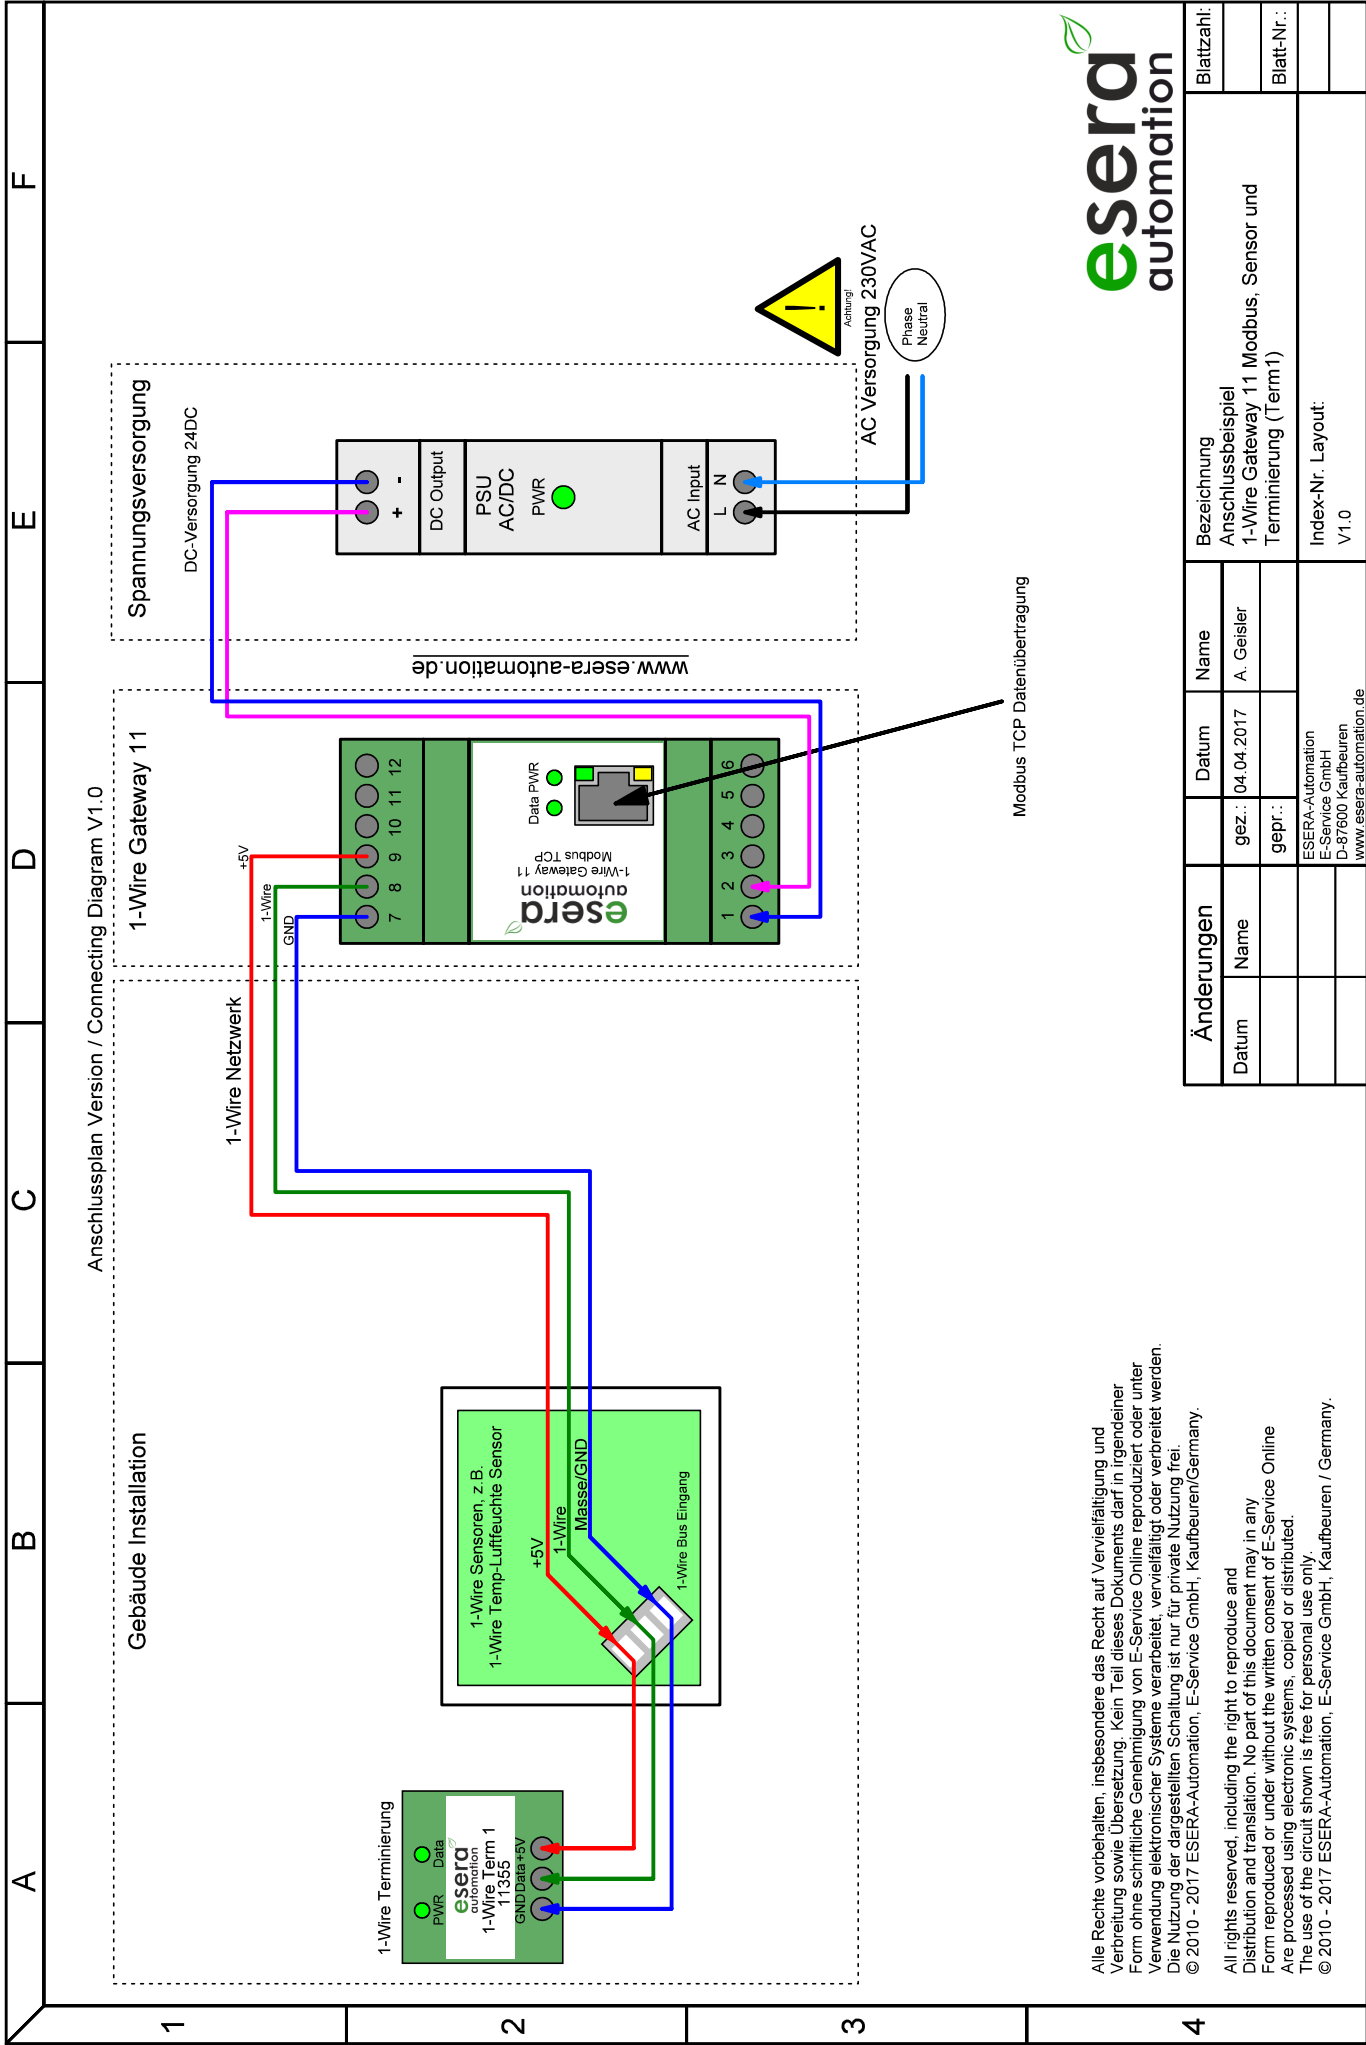 A
B
C
D
E
F
1
2
3
4
Anschlussplan Version / Connecting Diagram V1.0
Gebäude Installation
1-Wire Terminierung
PWR
Data
esera
automation
1-Wire Term 1
11355
GND Data +5V
1-Wire Sensoren, z.B.
1-Wire Temp-Luftfeuchte Sensor
+5V
1-Wire
Masse/GND
1-Wire Bus Eingang
1-Wire Netzwerk
1-Wire Gateway 11
+5V
1-Wire
GND
7 8 9 10 11 12
Data PWR
esera
automation
1-Wire Gateway 11
Modbus TCP
1 2 3 4 5 6
Modbus TCP Datenübertragung
www.esera-automation.de
Spannungsversorgung
DC-Versorgung 24DC
+ -
DC Output
PSU
AC/DC
PWR
AC Input
L N
AC Versorgung 230VAC
Achtung!
Phase
Neutral
esera
automation
Alle Rechte vorbehalten, insbesondere das Recht auf Vervielfältigung und
Verbreitung sowie Übersetzung. Kein Teil dieses Dokuments darf in irgendeiner
Form ohne schriftliche Genehmigung von E-Service Online reproduziert oder unter
Verwendung elektronischer Systeme verarbeitet, vervielfältigt oder verbreitet werden.
Die Nutzung der dargestellten Schaltung ist nur für private Nutzung frei.
© 2010 - 2017 ESERA-Automation, E-Service GmbH, Kaufbeuren/Germany.
All rights reserved, including the right to reproduce and
Distribution and translation. No part of this document may in any
Form reproduced or under without the written consent of E-Service Online
Are processed using electronic systems, copied or distributed.
The use of the circuit shown is free for personal use only.
© 2010 - 2017 ESERA-Automation, E-Service GmbH, Kaufbeuren / Germany.
Änderungen
Datum
Name
Datum
Name
gez.:
04.04.2017
A. Geisler
gepr.:
ESERA-Automation
E-Service GmbH
D-87600 Kaufbeuren
www.esera-automation.de
Bezeichnung
Anschlussbeispiel
1-Wire Gateway 11 Modbus, Sensor und
Terminierung (Term1)
Index-Nr. Layout:
V1.0
Blattzahl:
Blatt-Nr.: